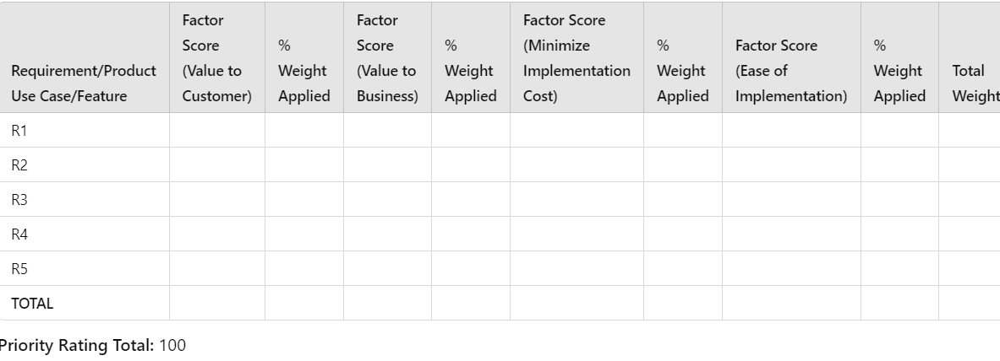 Requirement/Product Use Case/Feature
Factor Score (Value to Customer)
% Weight Applied
Factor Score (Value to Business)
% Weight Applied
Factor Score (Minimize Implementation Cost)
% Weight Applied
Factor Score (Ease of Implementation)
% Weight Applied
Total Weight
R1
R2
R3
R4
R5
TOTAL
Priority Rating Total: 100